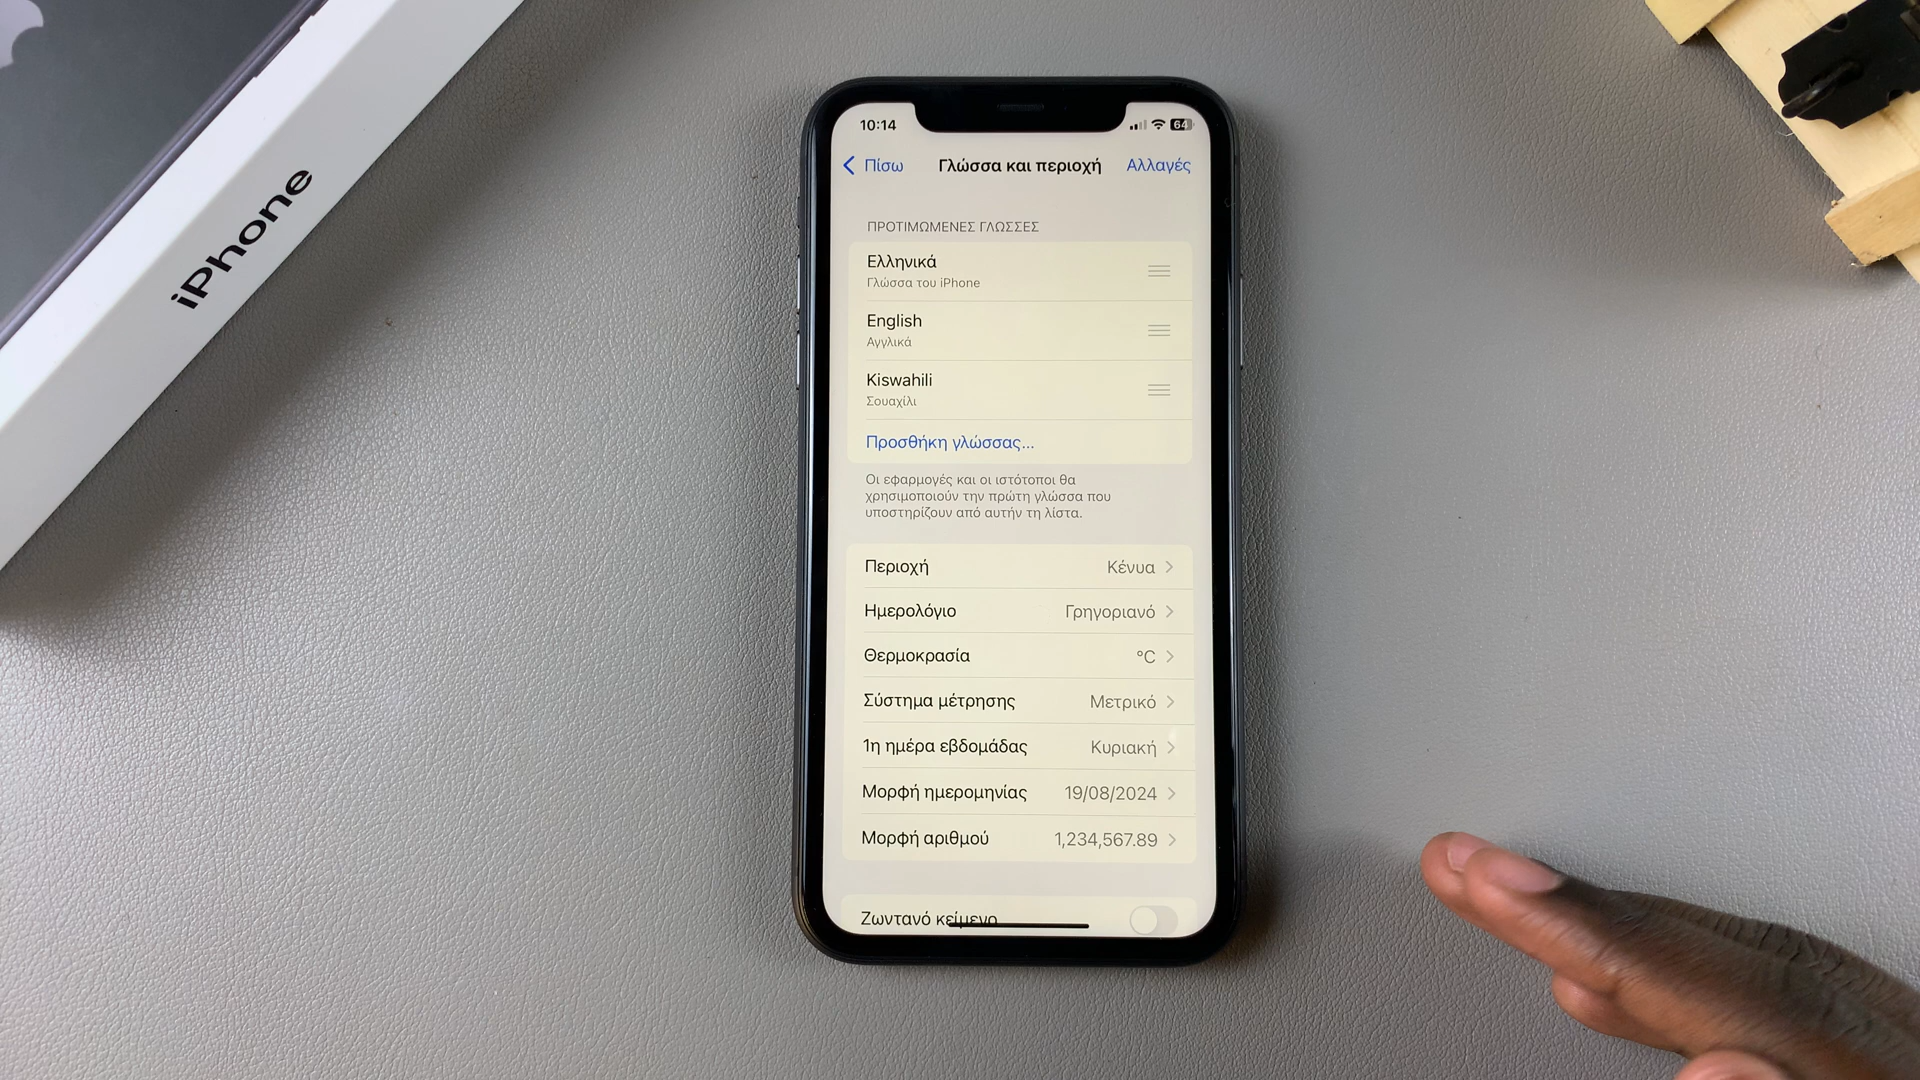 iPhone
10:14
64
Πίσω Γλώσσα και περιοχή Αλλαγές
ΠΡΟΤΙΜΩΜΕΝΕΣ ΓΛΩΣΣΕΣ
Ελληνικά
Γλώσσα του iPhone
English
Αγγλικά
Kiswahili
Σουαχίλι
Προσθήκη γλώσσας...
Οι εφαρμογές και οι ιστότοποι θα
χρησιμοποιούν την πρώτη γλώσσα που
υποστηρίζουν από αυτήν τη λίστα.
Περιοχή Κένυα
Ημερολόγιο Γρηγοριανό
Θερμοκρασία °C
Σύστημα μέτρησης Μετρικό
1η ημέρα εβδομάδας Κυριακή
Μορφή ημερομηνίας 19/08/2024
Μορφή αριθμού 1,234,567.89
Ζωντανό κείμενο